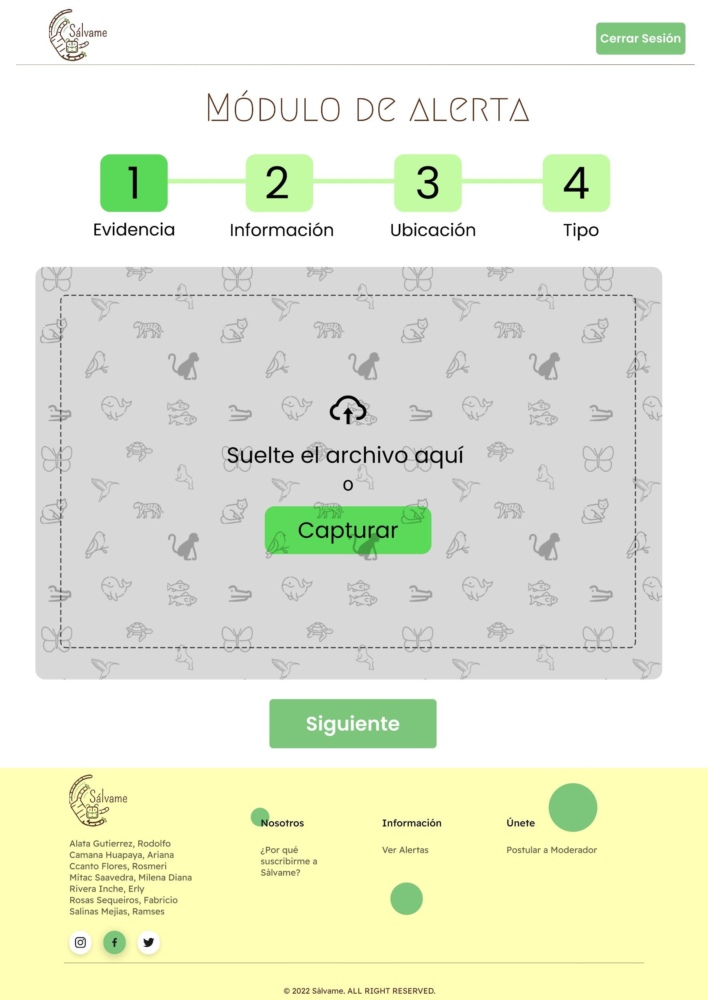 Sálvame
Cerrar Sesión
Módulo de alerta
1
2
3
4
Evidencia
Información
Ubicación
Tipo
Suelte el archivo aquí
o
Capturar
Siguiente
Sálvame
Alata Gutierrez, Rodolfo
Camana Huapaya, Ariana
Ccanto Flores, Rosmeri
Mitac Saavedra, Milena Diana
Rivera Inche, Erly
Rosas Sequeiros, Fabricio
Salinas Mejías, Ramses
Nosotros
¿Por qué
suscribirme a
Sálvame?
Información
Ver Alertas
Únete
Postular a Moderador
© 2022 Sálvame. ALL RIGHT RESERVED.